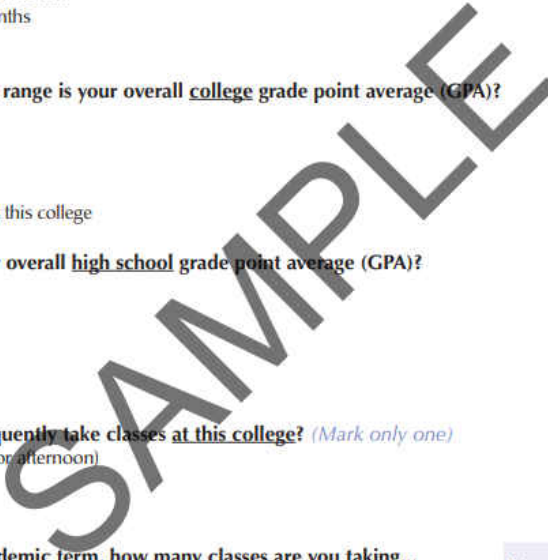 nths
range is your overall college grade point average (GPA)?
this college
overall high school grade point average (GPA)?
uently take classes at this college? (Mark only one)
or afternoon)
demic term, how many classes are you taking...
SAMPLE